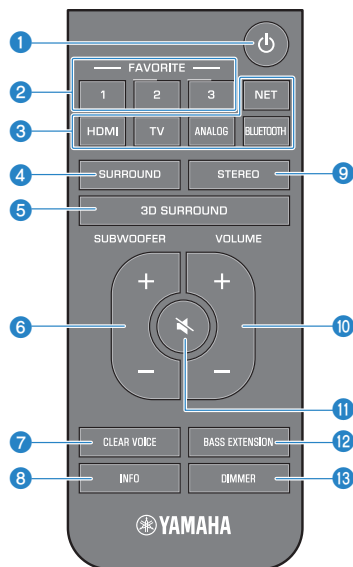 1
FAVORITE
2
1 2 3 NET
3
HDMI TV ANALOG BLUETOOTH
4 SURROUND STEREO 9
5 3D SURROUND
SUBWOOFER VOLUME
+ +
6 10
− −
11
7 CLEAR VOICE BASS EXTENSION 12
8 INFO DIMMER 13
YAMAHA